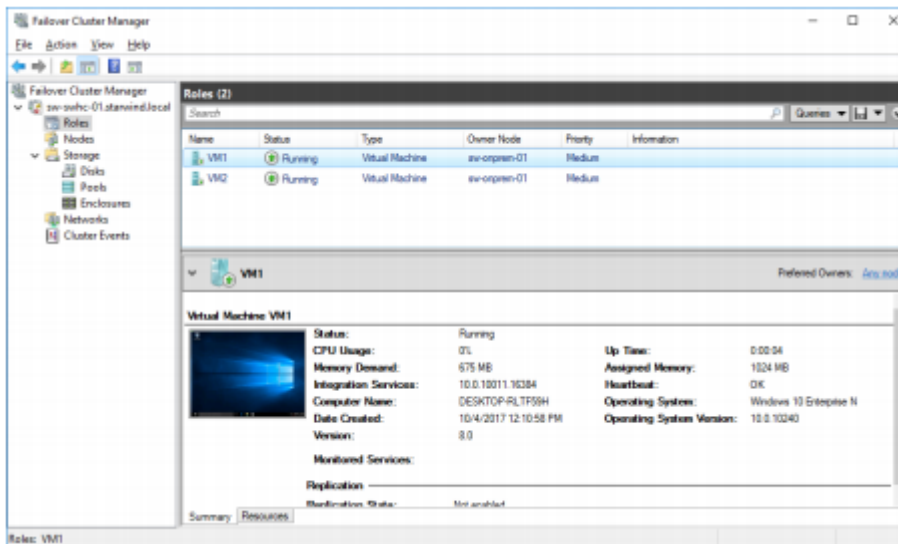 Failover Cluster Manager
File Action View Help
Failover Cluster Manager
sw-swhc-01.starwind.local
Roles
Nodes
Storage
Disks
Pools
Enclosures
Networks
Cluster Events
Roles (2)
Search
Queries
Name Status Type Owner Node Priority Information
VM1 Running Virtual Machine sw-onprem-01 Medium
VM2 Running Virtual Machine sw-onprem-01 Medium
VM1 Preferred Owners: Any nod
Virtual Machine VM1
Status: Running
CPU Usage: 0% Up Time: 0:00:04
Memory Demand: 675 MB Assigned Memory: 1024 MB
Integration Services: 10.0.10011.16384 Heartbeat: OK
Computer Name: DESKTOP-RLTF59H Operating System: Windows 10 Enterprise N
Date Created: 10/4/2017 12:10:58 PM Operating System Version: 10.0.10240
Version: 8.0
Monitored Services:
Replication
Replication State: Not enabled
Summary Resources
Roles: VM1